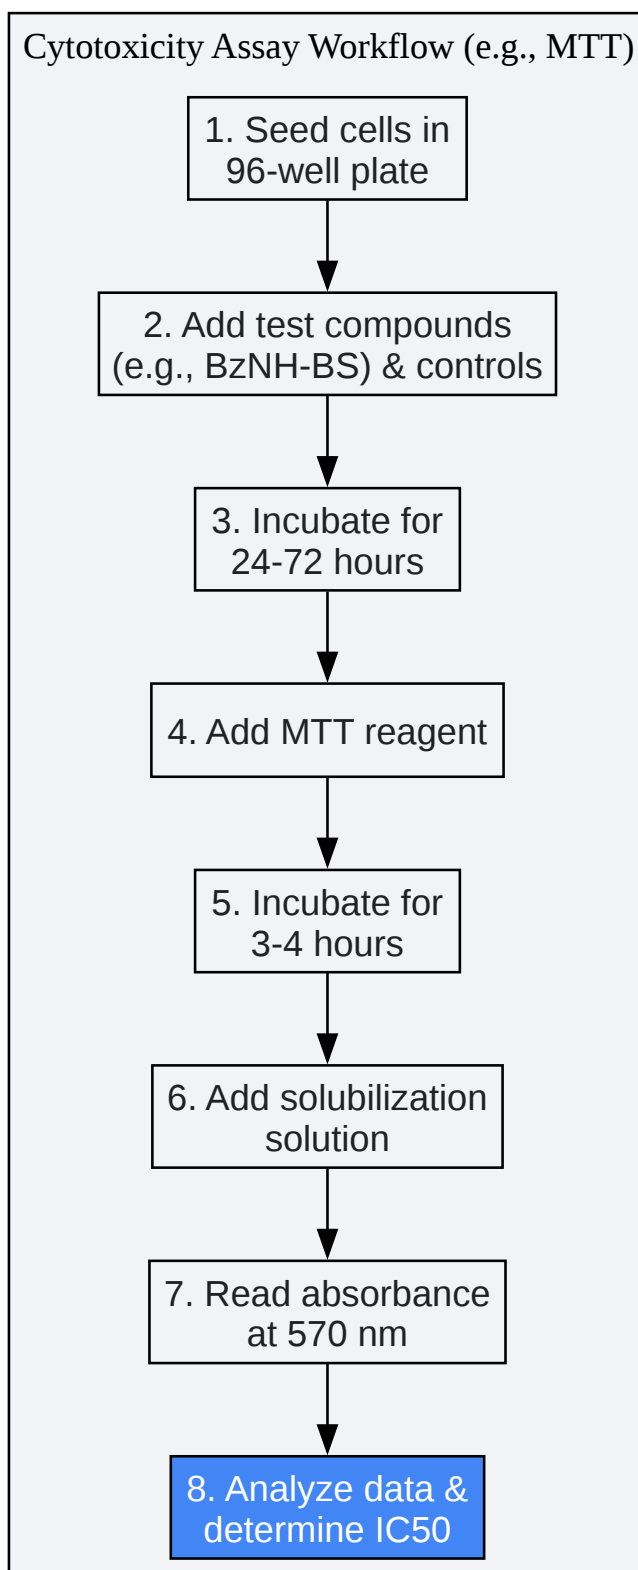 Cytotoxicity Assay Workflow (e.g., MTT)
1. Seed cells in
96-well plate
2. Add test compounds
(e.g., BzNH-BS) & controls
3. Incubate for
24-72 hours
4. Add MTT reagent
5. Incubate for
3-4 hours
6. Add solubilization
solution
7. Read absorbance
at 570 nm
8. Analyze data &
determine IC50